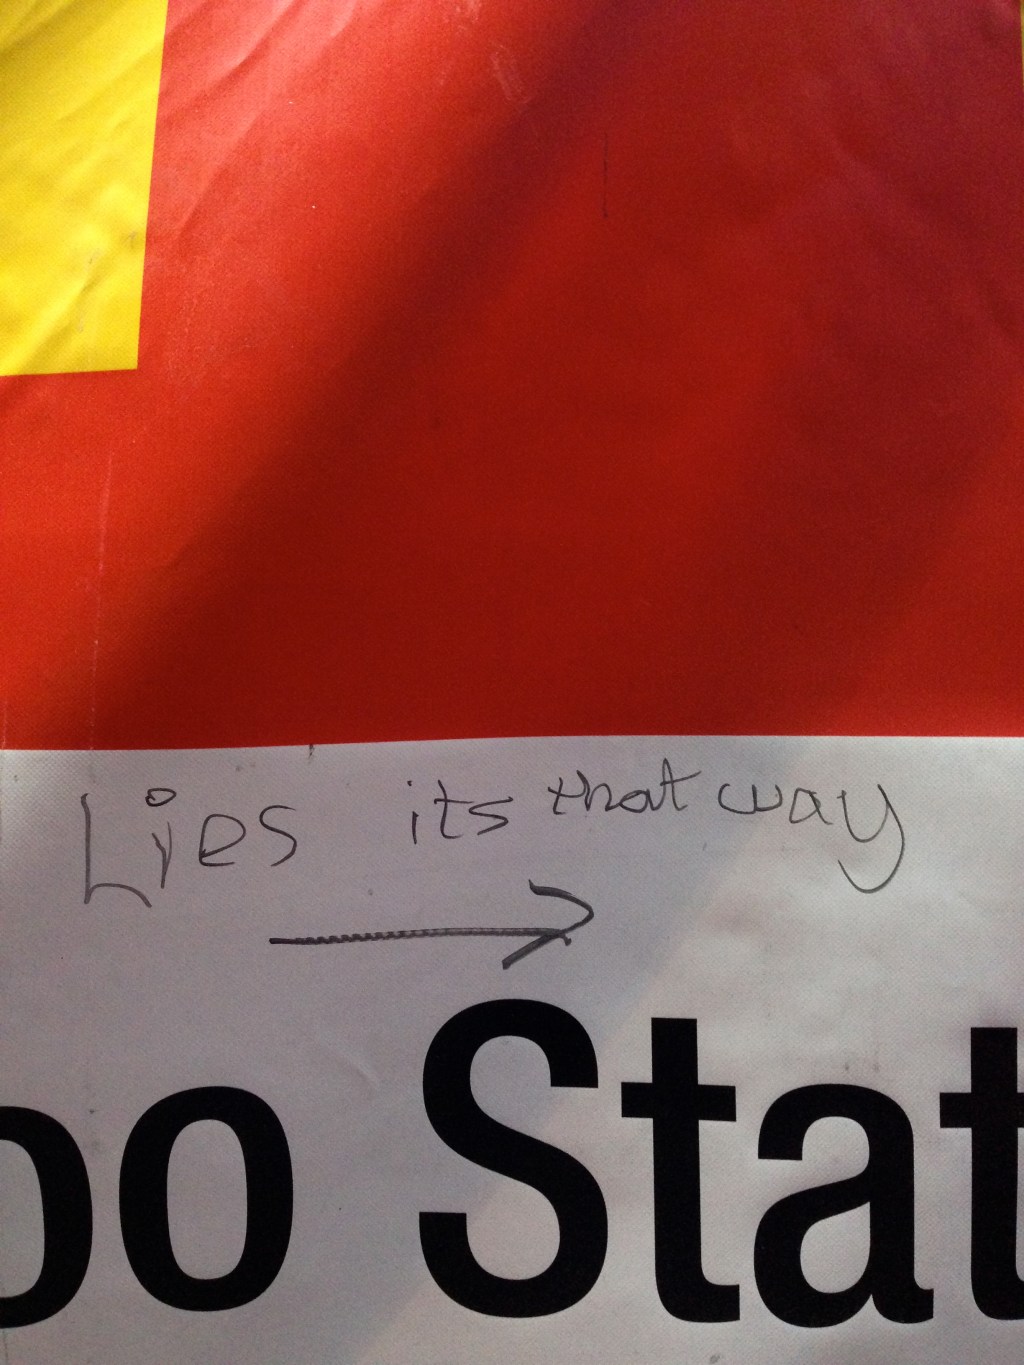 Lies its that way
oo Stat